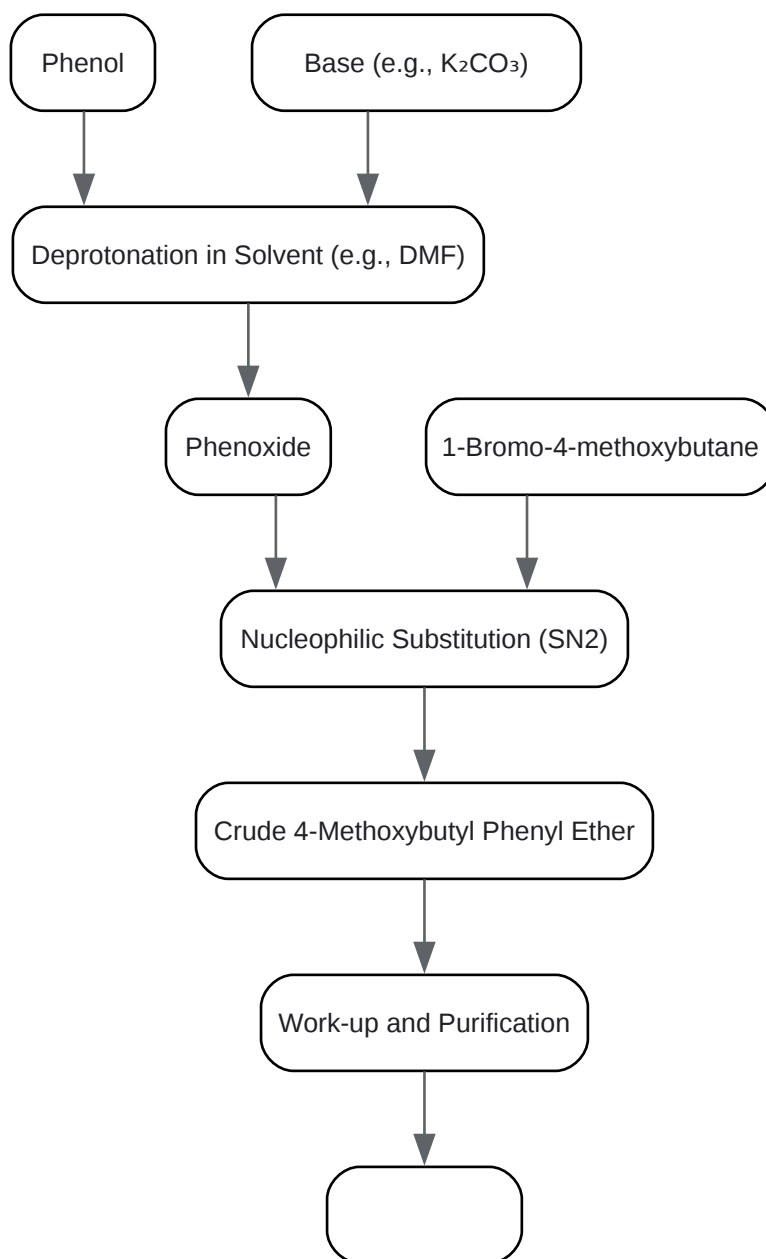 Phenol
Base (e.g., K₂CO₃)
Deprotonation in Solvent (e.g., DMF)
Phenoxide
1-Bromo-4-methoxybutane
Nucleophilic Substitution (SN2)
Crude 4-Methoxybutyl Phenyl Ether
Work-up and Purification